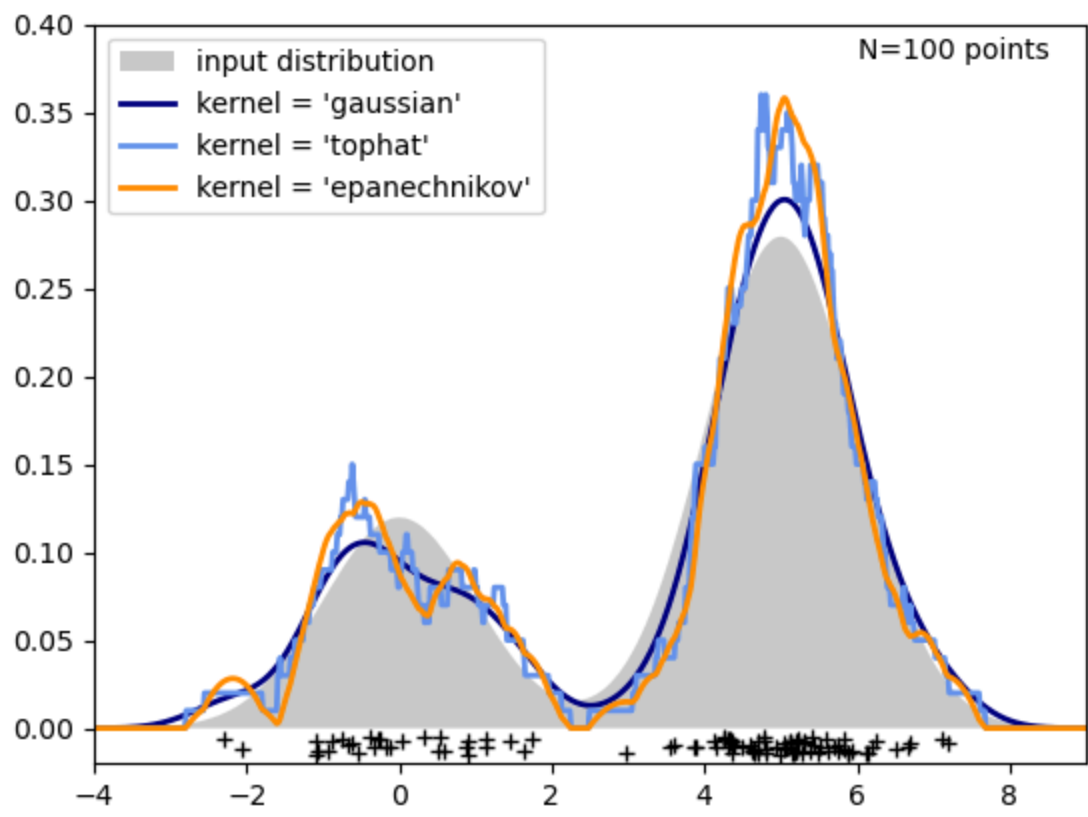 0.40
0.35
0.30
0.25
0.20
0.15
0.10
0.05
0.00
input distribution
kernel = 'gaussian'
kernel = 'tophat'
kernel = 'epanechnikov'
N=100 points
−4 −2 0 2 4 6 8